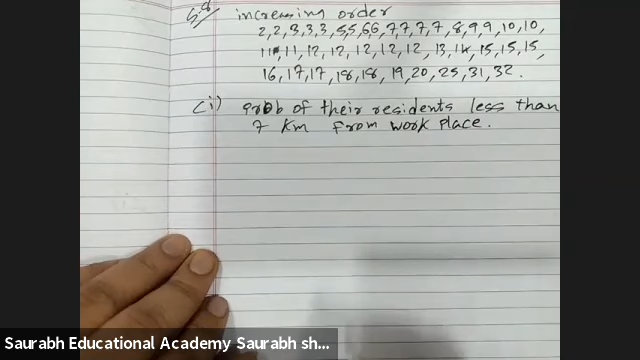 increasing order
2,2,3,3,3,5,5,6,6,7,7,7,7,8,9,9,10,10,
11,11,12,12,12,12,12,13,14,15,15,15,
16,17,17,18,18,19,20,25,31,32.
(i) prob of their residents less than
7 km from work place.
Saurabh Educational Academy Saurabh sh...